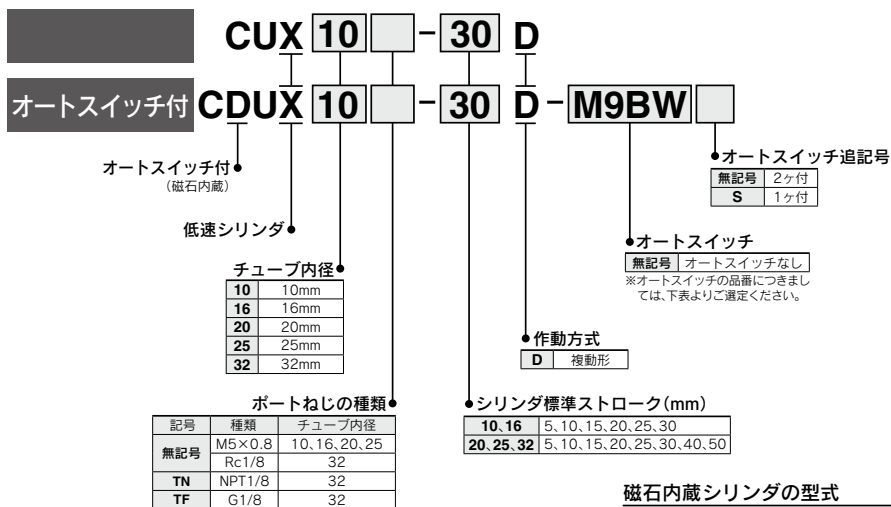 CUX 10 - 30 D
オートスイッチ付 CDUX 10 - 30 D - M9BW
オートスイッチ付
(磁石内蔵)
低速シリンダ
チューブ内径
10 10mm
16 16mm
20 20mm
25 25mm
32 32mm
ポートねじの種類
記号 種類 チューブ内径
無記号 M5×0.8 10、16、20、25
Rc1/8 32
TN NPT1/8 32
TF G1/8 32
オートスイッチ追記号
無記号 2ヶ付
S 1ヶ付
オートスイッチ
無記号 オートスイッチなし
※オートスイッチの品番につきまし
ては、下表よりご選定ください。
作動方式
D 複動形
シリンダ標準ストローク(mm)
10、16 5、10、15、20、25、30
20、25、32 5、10、15、20、25、30、40、50
磁石内蔵シリンダの型式